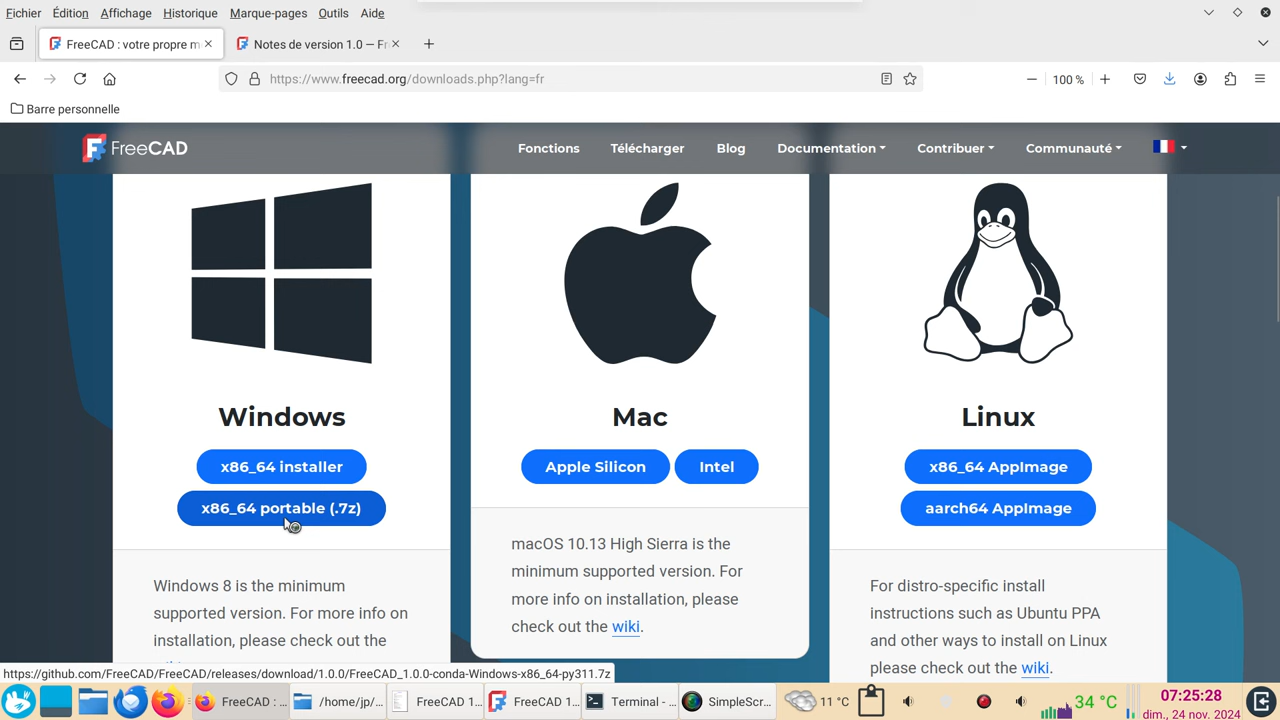 Fichier Édition Affichage Historique Marque-pages Outils Aide
FreeCAD : votre propre m
Notes de version 1.0 — Fr
https://www.freecad.org/downloads.php?lang=fr
100 %
Barre personnelle
FreeCAD
Fonctions Télécharger Blog Documentation Contribuer Communauté
Windows
x86_64 installer
x86_64 portable (.7z)
Windows 8 is the minimum
supported version. For more info on
installation, please check out the
Mac
Apple Silicon Intel
macOS 10.13 High Sierra is the
minimum supported version. For
more info on installation, please
check out the wiki.
Linux
x86_64 AppImage
aarch64 AppImage
For distro-specific install
instructions such as Ubuntu PPA
and other ways to install on Linux
please check out the wiki.
https://github.com/FreeCAD/FreeCAD/releases/download/1.0.0/FreeCAD_1.0.0-conda-Windows-x86_64-py311.7z
FreeCAD : ... /home/jp/... FreeCAD 1... FreeCAD 1... Terminal - ... SimpleScr... 11 °C 34 °C 07:25:28
dim., 24 nov. 2024